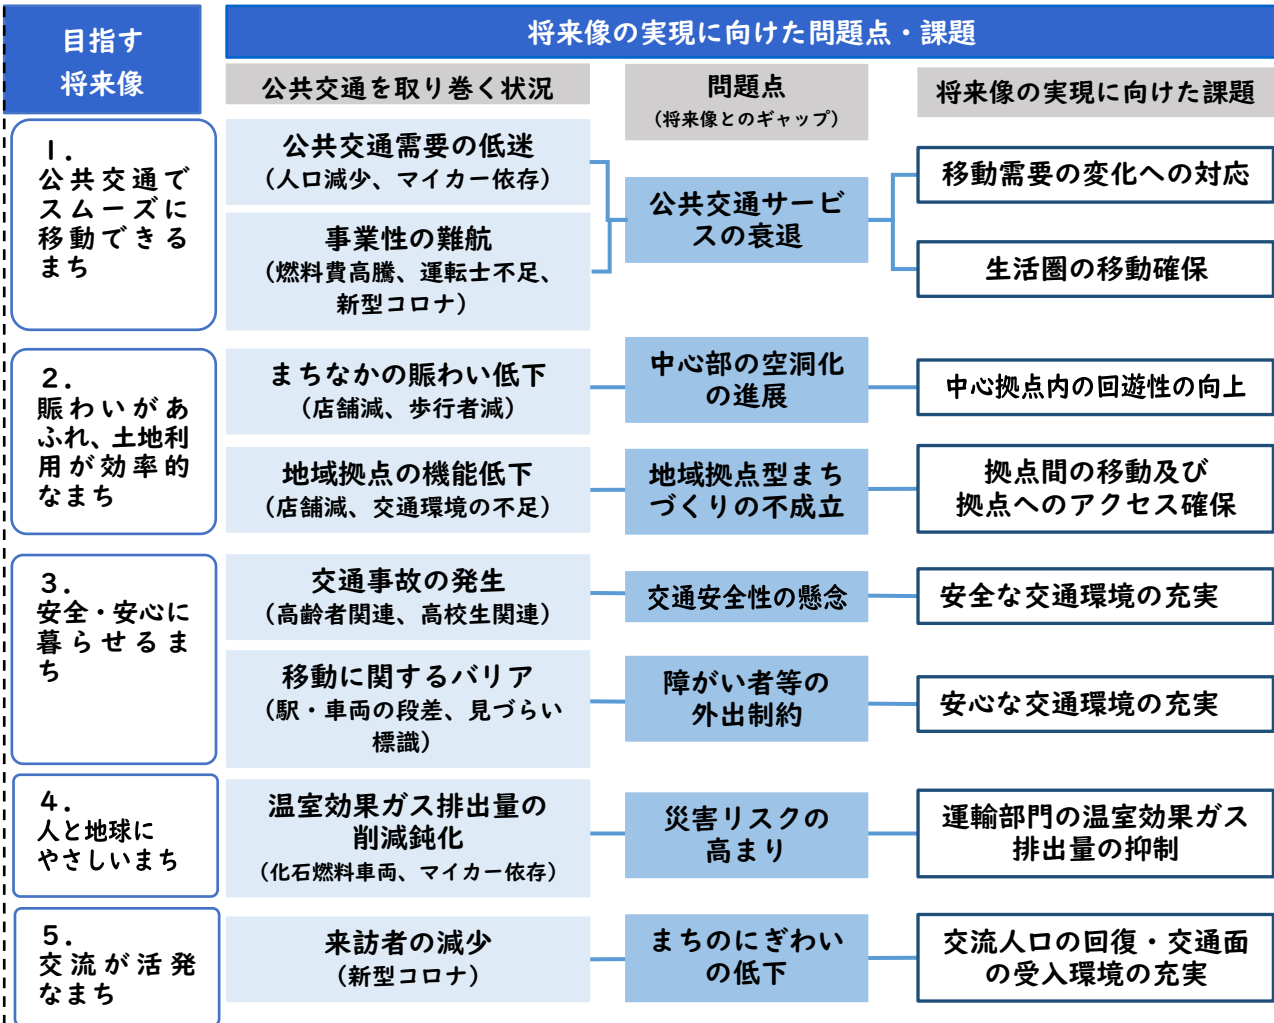 目指す
将来像
将来像の実現に向けた問題点・課題
公共交通を取り巻く状況
問題点
(将来像とのギャップ)
将来像の実現に向けた課題
1.
公共交通で
スムーズに
移動できる
まち
公共交通需要の低迷
(人口減少、マイカー依存)
事業性の難航
(燃料費高騰、運転士不足、
新型コロナ)
公共交通サービ
スの衰退
移動需要の変化への対応
生活圏の移動確保
2.
賑わいがあ
ふれ、土地利
用が効率的
なまち
まちなかの賑わい低下
(店舗減、歩行者減)
中心部の空洞化
の進展
中心拠点内の回遊性の向上
地域拠点の機能低下
(店舗減、交通環境の不足)
地域拠点型まち
づくりの不成立
拠点間の移動及び
拠点へのアクセス確保
3.
安全・安心に
暮らせるま
ち
交通事故の発生
(高齢者関連、高校生関連)
交通安全性の懸念
安全な交通環境の充実
移動に関するバリア
(駅・車両の段差、見づらい
標識)
障がい者等の
外出制約
安心な交通環境の充実
4.
人と地球に
やさしいまち
温室効果ガス排出量の
削減鈍化
(化石燃料車両、マイカー依存)
災害リスクの
高まり
運輸部門の温室効果ガス
排出量の抑制
5.
交流が活発
なまち
来訪者の減少
(新型コロナ)
まちのにぎわい
の低下
交流人口の回復・交通面
の受入環境の充実